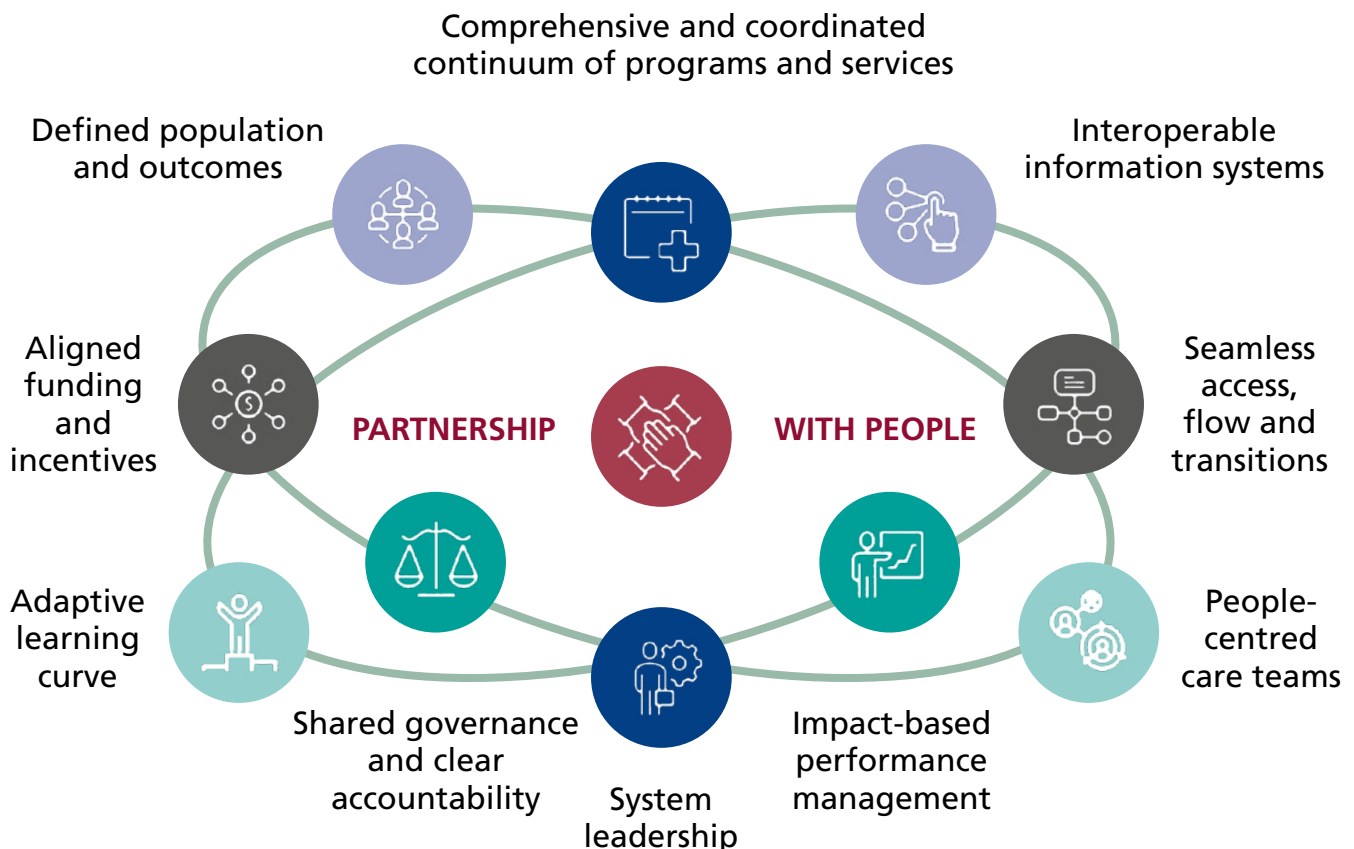 Comprehensive and coordinated
continuum of programs and services
Defined population
and outcomes
Interoperable
information systems
Aligned
funding
and
incentives
PARTNERSHIP
WITH PEOPLE
Seamless
access,
flow and
transitions
Adaptive
learning
curve
People-
centred
care teams
Shared governance
and clear
accountability
System
leadership
Impact-based
performance
management
S